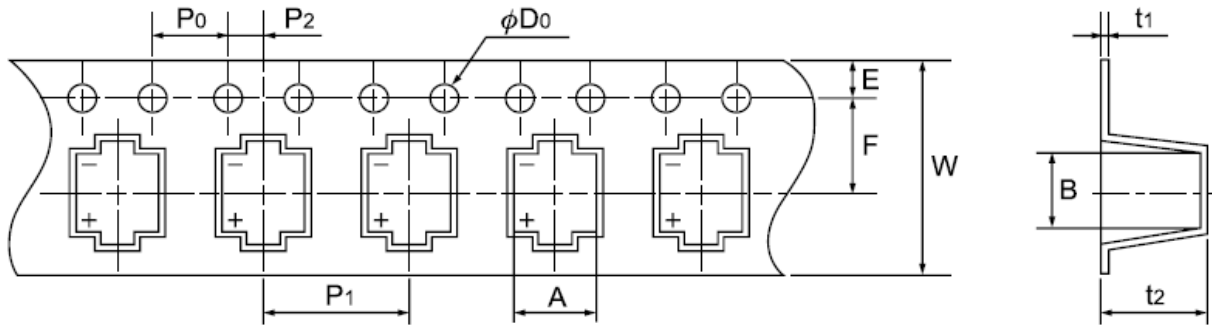 P0 P2 ϕD0 t1
E
F
W
B
− − − − −
+ + + + +
P1 A t2